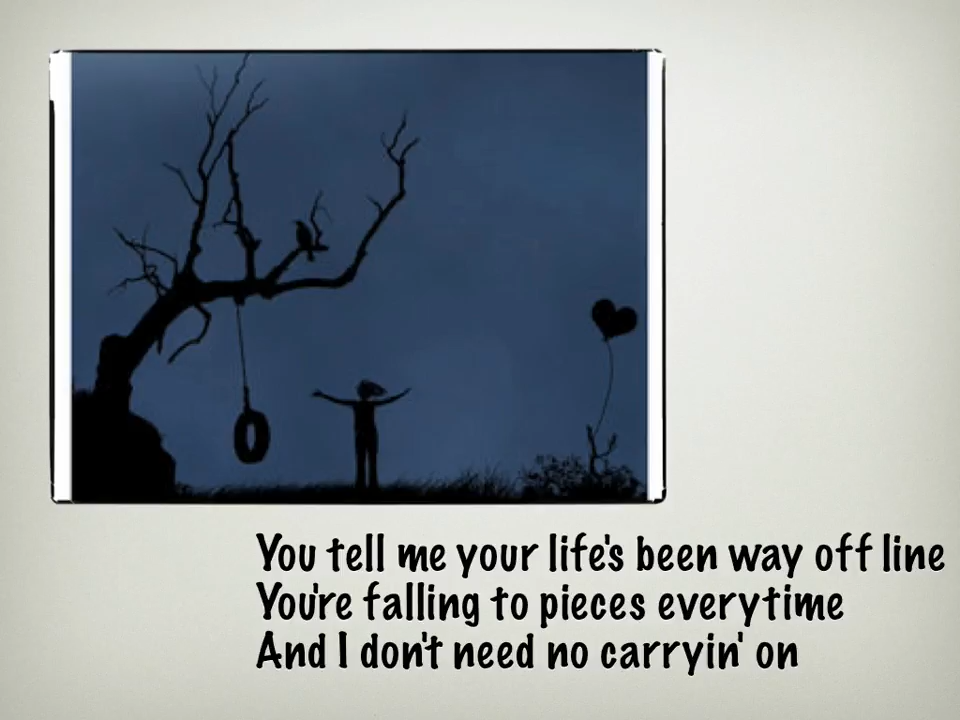 You tell me your life's been way off line
You're falling to pieces everytime
And I don't need no carryin' on